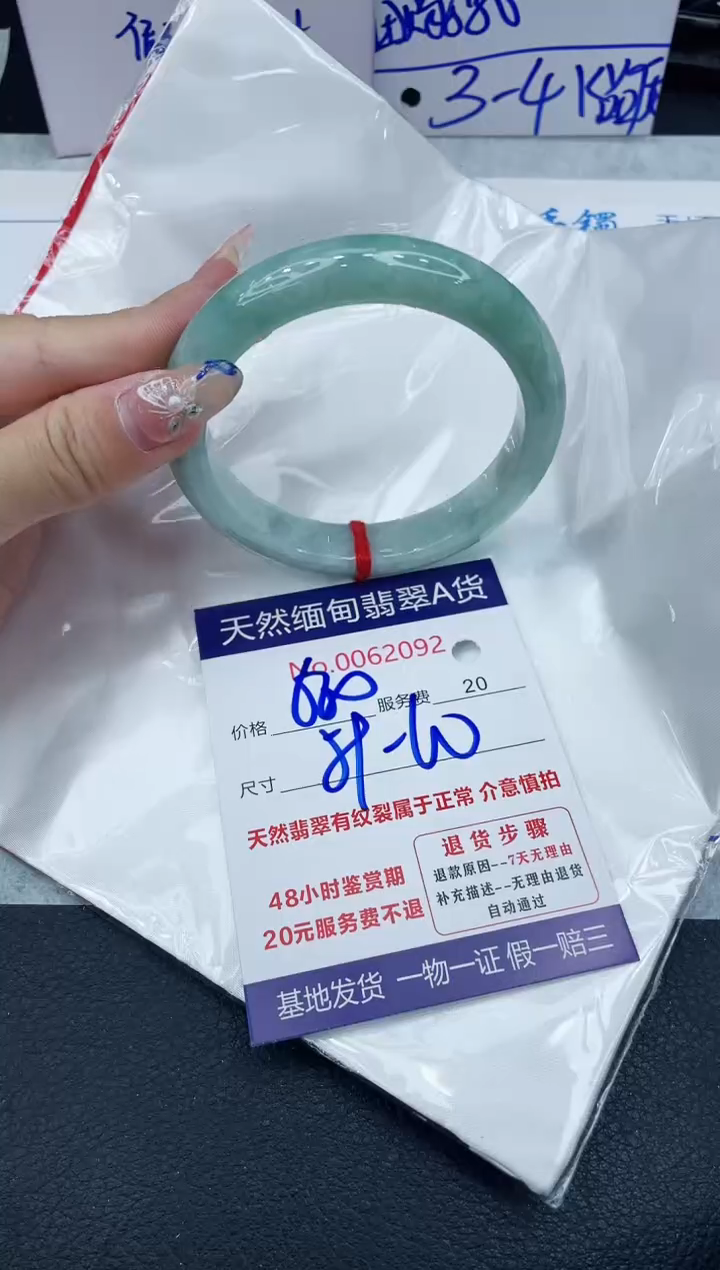 3-4K
手镯
天然缅甸翡翠A货
No.0062092
价格 服务费 20
尺寸
天然翡翠有纹裂属于正常 介意慎拍
48小时鉴赏期
20元服务费不退
退货步骤
退款原因--7天无理由
补充描述--无理由退货
自动通过
基地发货 一物一证 假一赔三